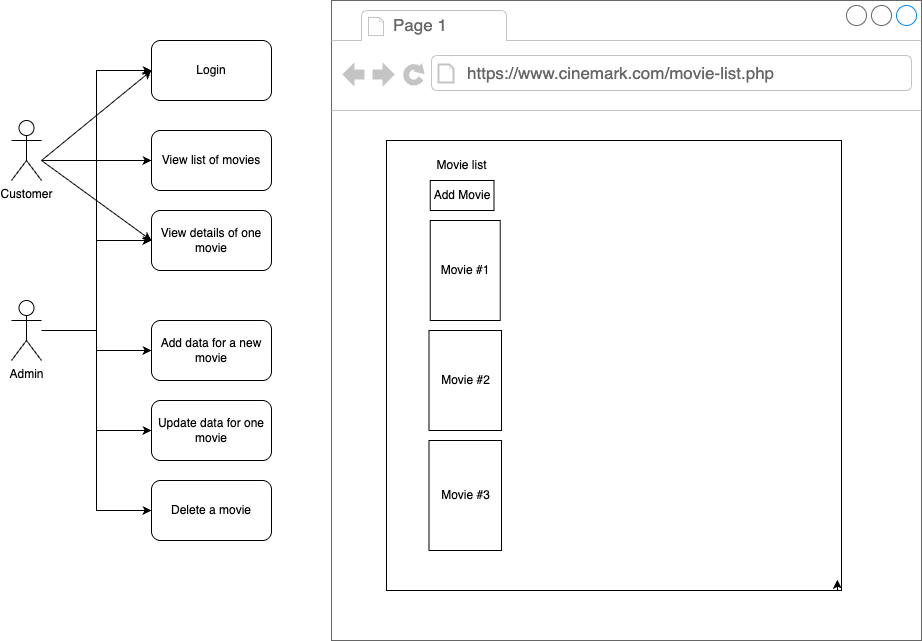 Login
View list of movies
Customer
View details of one
movie
Admin
Add data for a new
movie
Update data for one
movie
Delete a movie
Page 1
https://www.cinemark.com/movie-list.php
Movie list
Add Movie
Movie #1
Movie #2
Movie #3